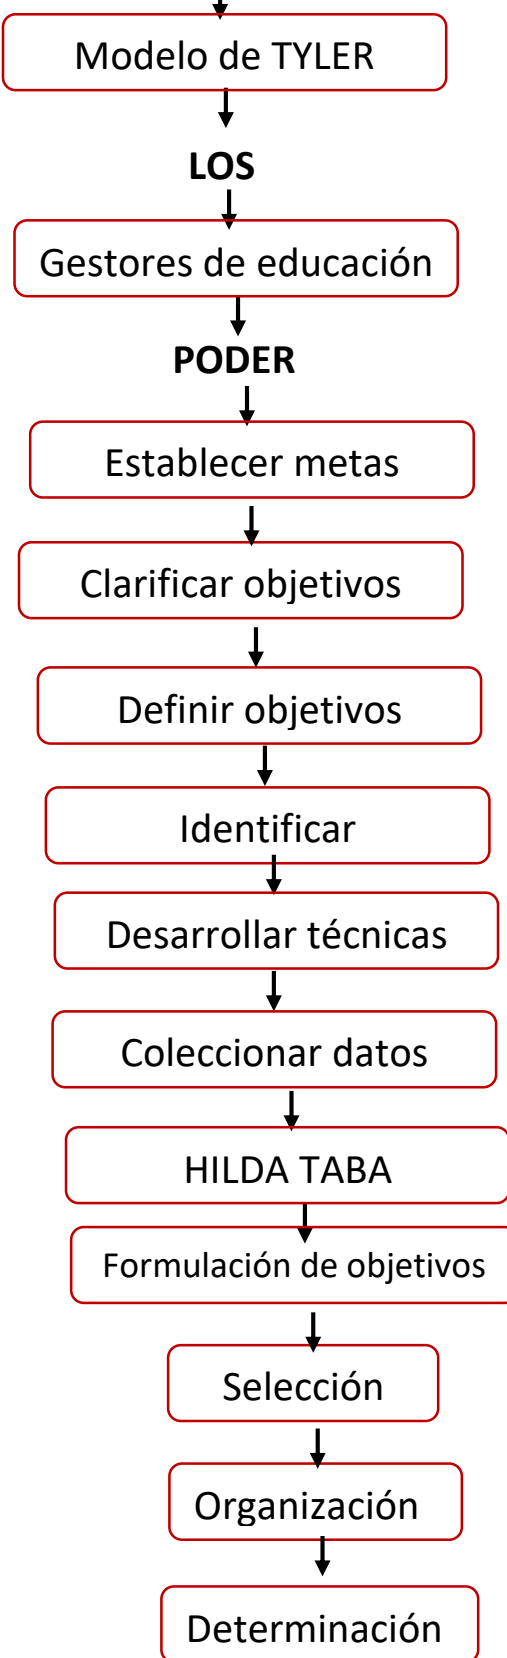 Modelo de TYLER
LOS
Gestores de educación
PODER
Establecer metas
Clarificar objetivos
Definir objetivos
Identificar
Desarrollar técnicas
Coleccionar datos
HILDA TABA
Formulación de objetivos
Selección
Organización
Determinación